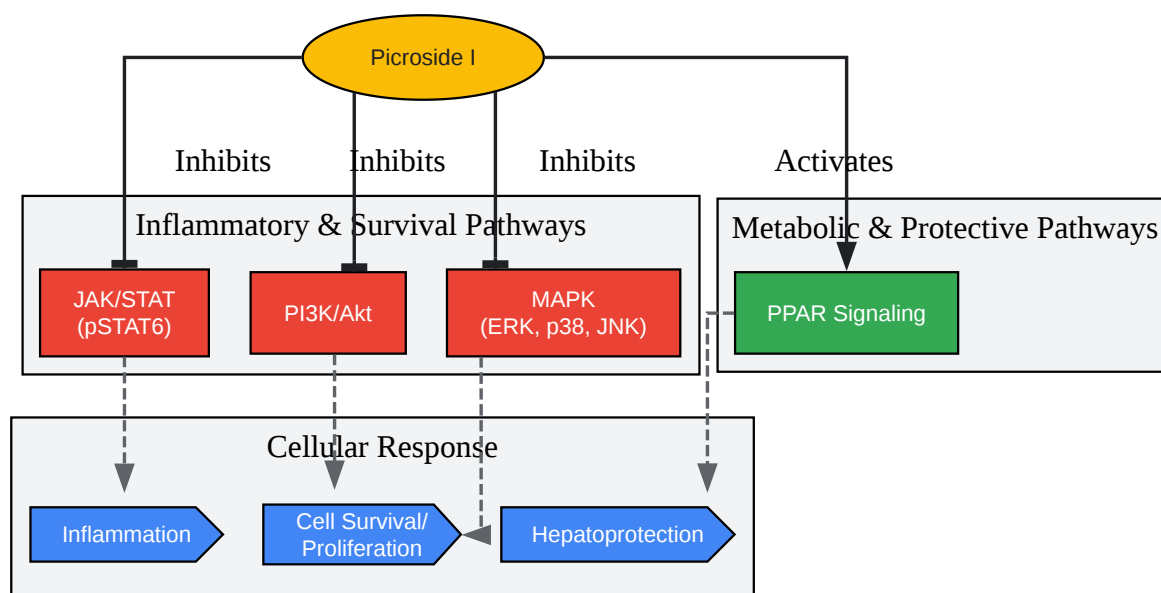 Picroside I
Inhibits
Inhibits
Inhibits
Activates
Inflammatory & Survival Pathways
Metabolic & Protective Pathways
JAK/STAT
(pSTAT6)
PI3K/Akt
MAPK
(ERK, p38, JNK)
PPAR Signaling
Cellular Response
Inflammation
Cell Survival/
Proliferation
Hepatoprotection